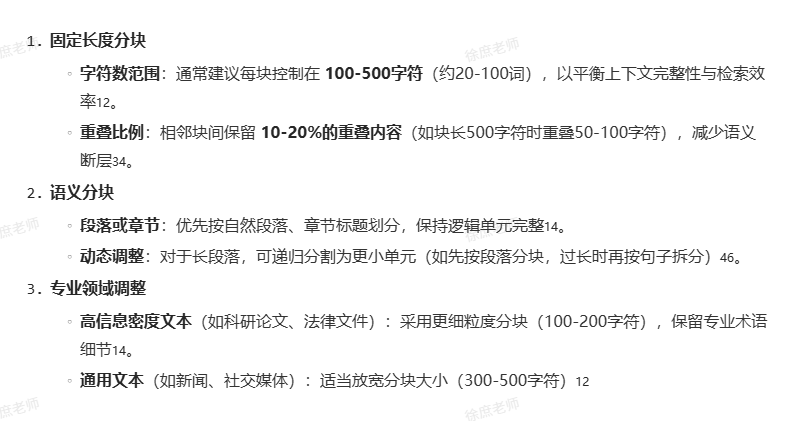 1. 固定长度分块
◦ 字符数范围：通常建议每块控制在 100-500字符（约20-100词），以平衡上下文完整性与检索效
率12。
◦ 重叠比例：相邻块间保留 10-20%的重叠内容（如块长500字符时重叠50-100字符），减少语义
断层34。
2. 语义分块
◦ 段落或章节：优先按自然段落、章节标题划分，保持逻辑单元完整14。
◦ 动态调整：对于长段落，可递归分割为更小单元（如先按段落分块，过长时再按句子拆分）46。
3. 专业领域调整
◦ 高信息密度文本（如科研论文、法律文件）：采用更细粒度分块（100-200字符），保留专业术语
细节14。
◦ 通用文本（如新闻、社交媒体）：适当放宽分块大小（300-500字符）12
徐庶老师
徐庶老师
徐庶老师